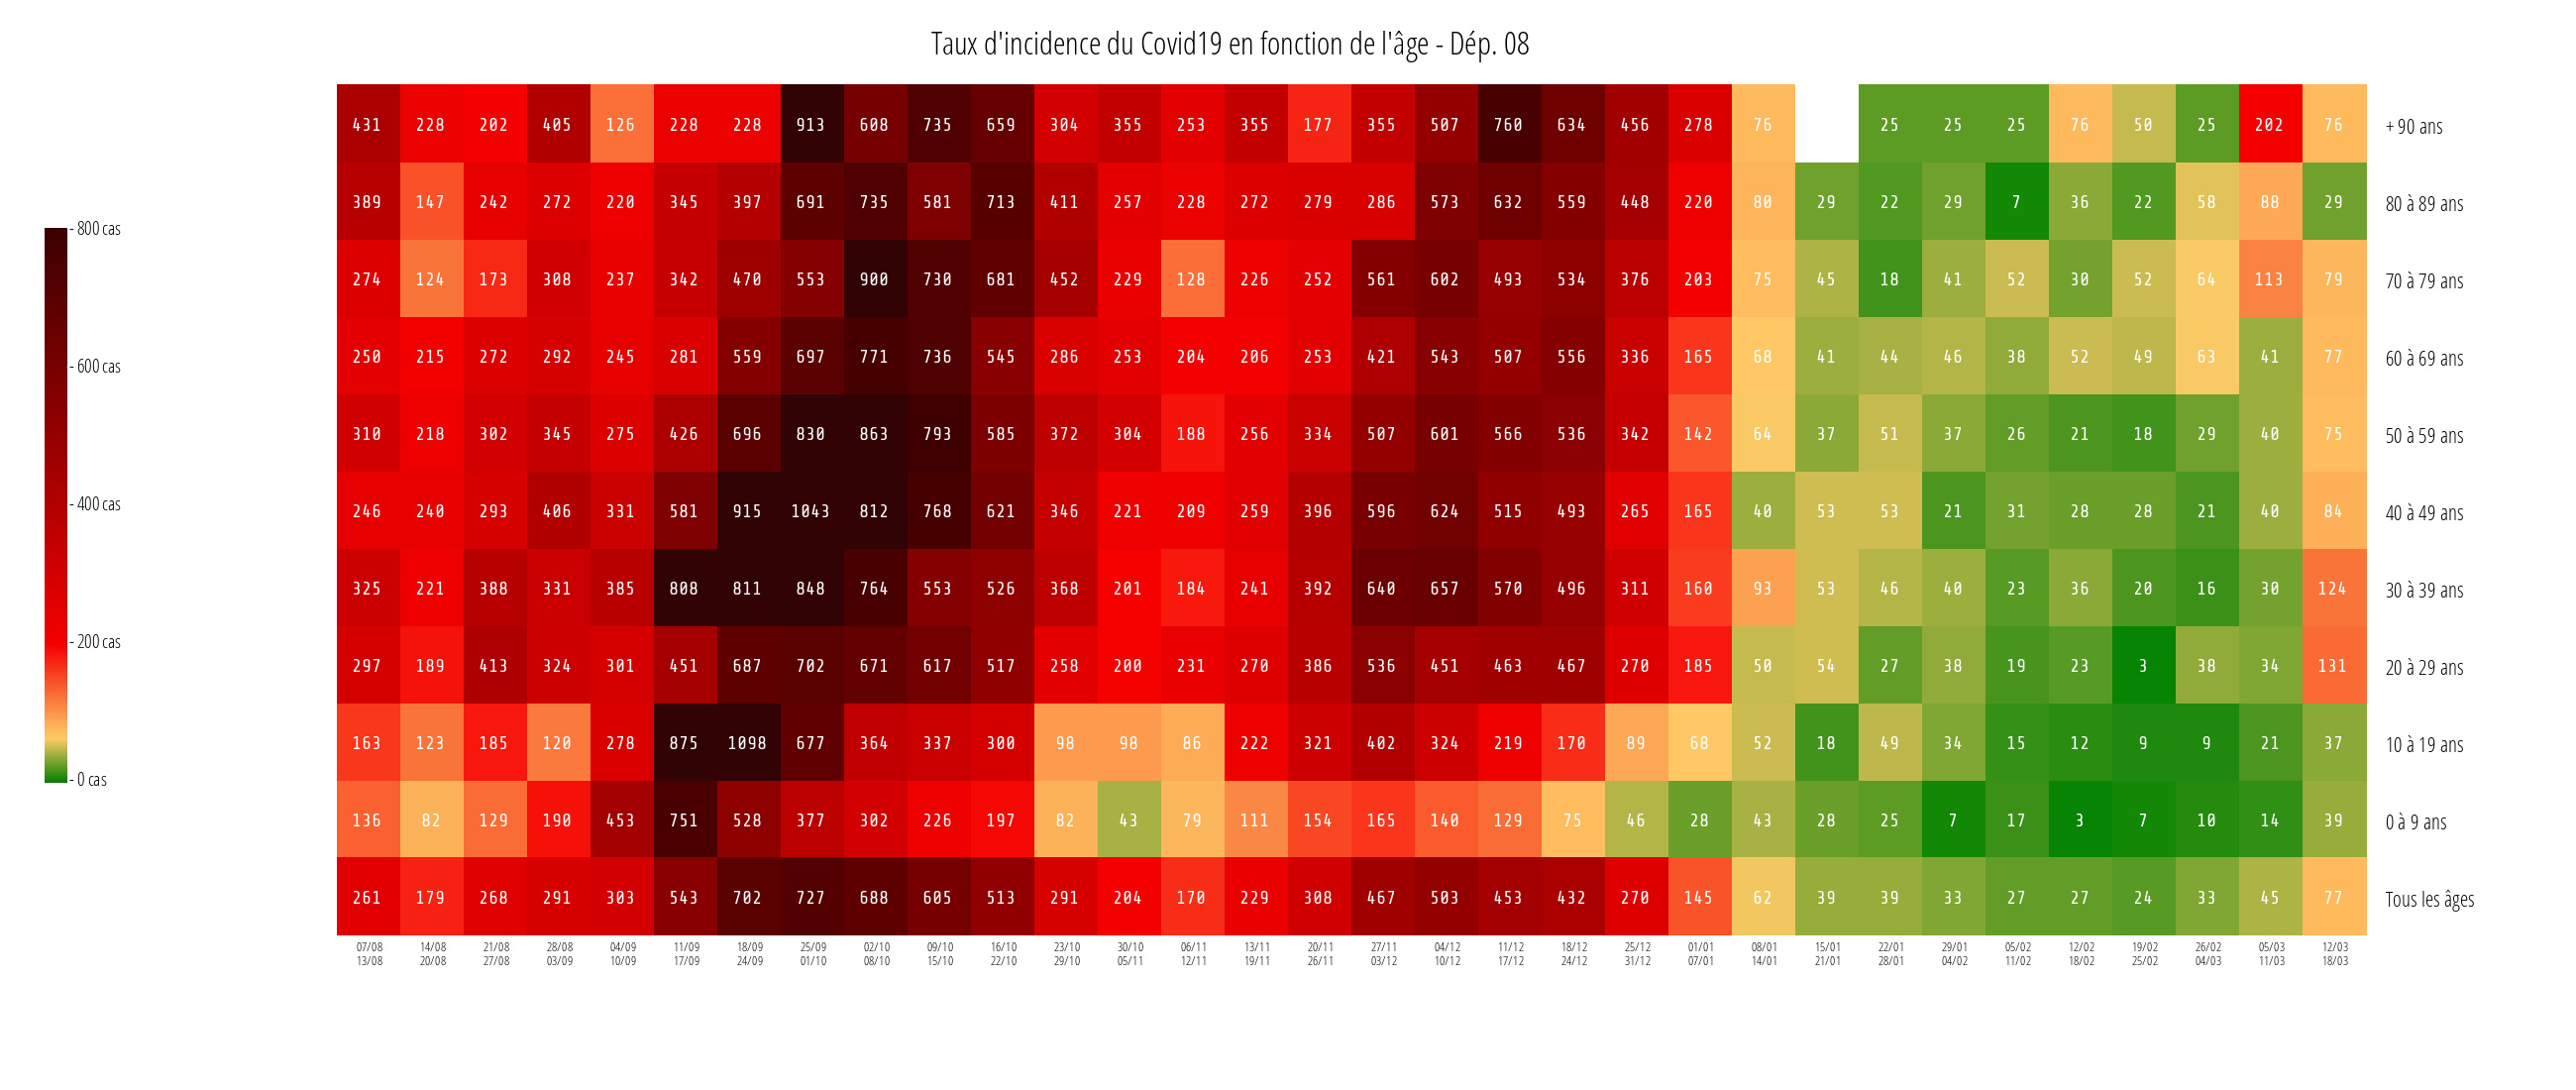 Taux d'incidence du Covid19 en fonction de l'âge - Dép. 08
- 800 cas
- 600 cas
- 400 cas
- 200 cas
- 0 cas
431 228 202 405 126 228 228 913 608 735 659 304 355 253 355 177 355 507 760 634 456 278 76 25 25 25 76 50 25 202 76 + 90 ans
389 147 242 272 220 345 397 691 735 581 713 411 257 228 272 279 286 573 632 559 448 220 80 29 22 29 7 36 22 58 88 29 80 à 89 ans
274 124 173 308 237 342 470 553 900 730 681 452 229 128 226 252 561 602 493 534 376 203 75 45 18 41 52 30 52 64 113 79 70 à 79 ans
250 215 272 292 245 281 559 697 771 736 545 286 253 204 206 253 421 543 507 556 336 165 68 41 44 46 38 52 49 63 41 77 60 à 69 ans
310 218 302 345 275 426 696 830 863 793 585 372 304 188 256 334 507 601 566 536 342 142 64 37 51 37 26 21 18 29 40 75 50 à 59 ans
246 240 293 406 331 581 915 1043 812 768 621 346 221 209 259 396 596 624 515 493 265 165 40 53 53 21 31 28 28 21 40 84 40 à 49 ans
325 221 388 331 385 808 811 848 764 553 526 368 201 184 241 392 640 657 570 496 311 160 93 53 46 40 23 36 20 16 30 124 30 à 39 ans
297 189 413 324 301 451 687 702 671 617 517 258 200 231 270 386 536 451 463 467 270 185 50 54 27 38 19 23 3 38 34 131 20 à 29 ans
163 123 185 120 278 875 1098 677 364 337 300 98 98 86 222 321 402 324 219 170 89 68 52 18 49 34 15 12 9 9 21 37 10 à 19 ans
136 82 129 190 453 751 528 377 302 226 197 82 43 79 111 154 165 140 129 75 46 28 43 28 25 7 17 3 7 10 14 39 0 à 9 ans
261 179 268 291 303 543 702 727 688 605 513 291 204 170 229 308 467 503 453 432 270 145 62 39 39 33 27 27 24 33 45 77 Tous les âges
07/08 14/08 21/08 28/08 04/09 11/09 18/09 25/09 02/10 09/10 16/10 23/10 30/10 06/11 13/11 20/11 27/11 04/12 11/12 18/12 25/12 01/01 08/01 15/01 22/01 29/01 05/02 12/02 19/02 26/02 05/03 12/03
13/08 20/08 27/08 03/09 10/09 17/09 24/09 01/10 08/10 15/10 22/10 29/10 05/11 12/11 19/11 26/11 03/12 10/12 17/12 24/12 31/12 07/01 14/01 21/01 28/01 04/02 11/02 18/02 25/02 04/03 11/03 18/03